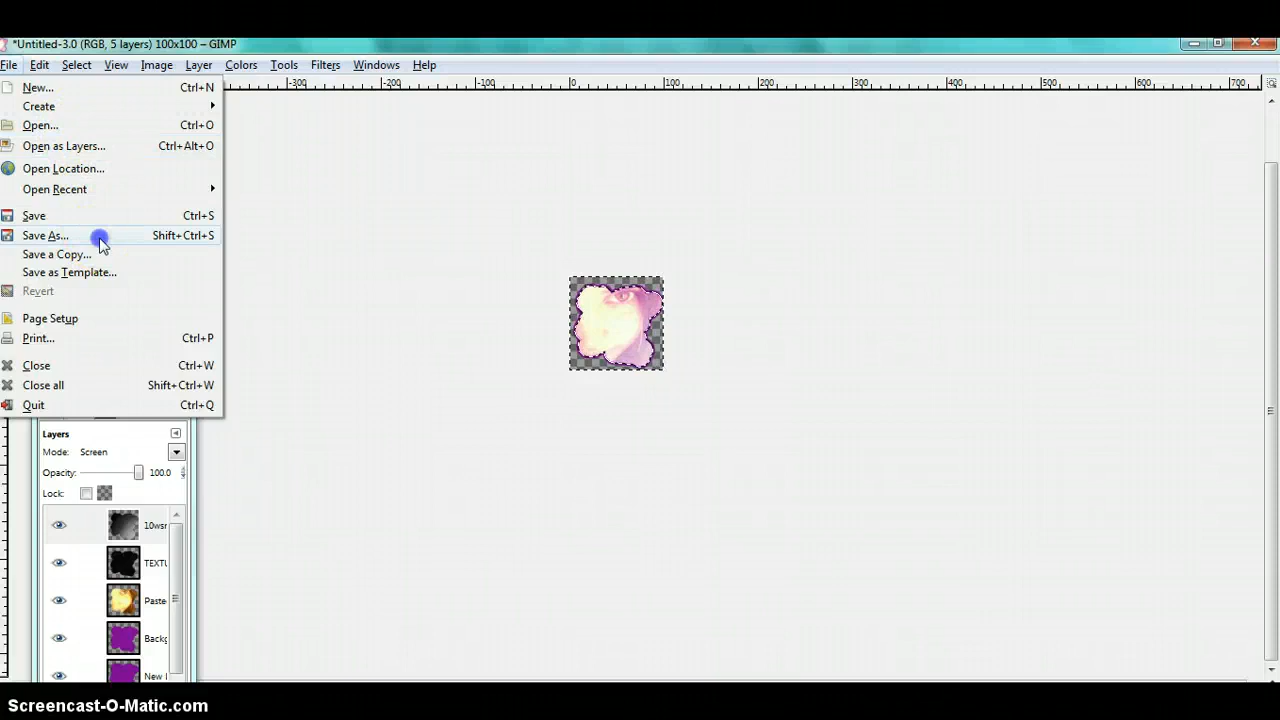 *Untitled-3.0 (RGB, 5 layers) 100x100 – GIMP
File Edit Select View Image Layer Colors Tools Filters Windows Help
-300 -200 -100 0 100 200 300 400 500 600 700
New... Ctrl+N
Create
Open... Ctrl+O
Open as Layers... Ctrl+Alt+O
Open Location...
Open Recent
Save Ctrl+S
Save As... Shift+Ctrl+S
Save a Copy...
Save as Template...
Revert
Page Setup
Print... Ctrl+P
Close Ctrl+W
Close all Shift+Ctrl+W
Quit Ctrl+Q
Layers
Mode: Screen
Opacity: 100.0
Lock:
10wsr
TEXTU
Paste
Backg
New l
Screencast-O-Matic.com